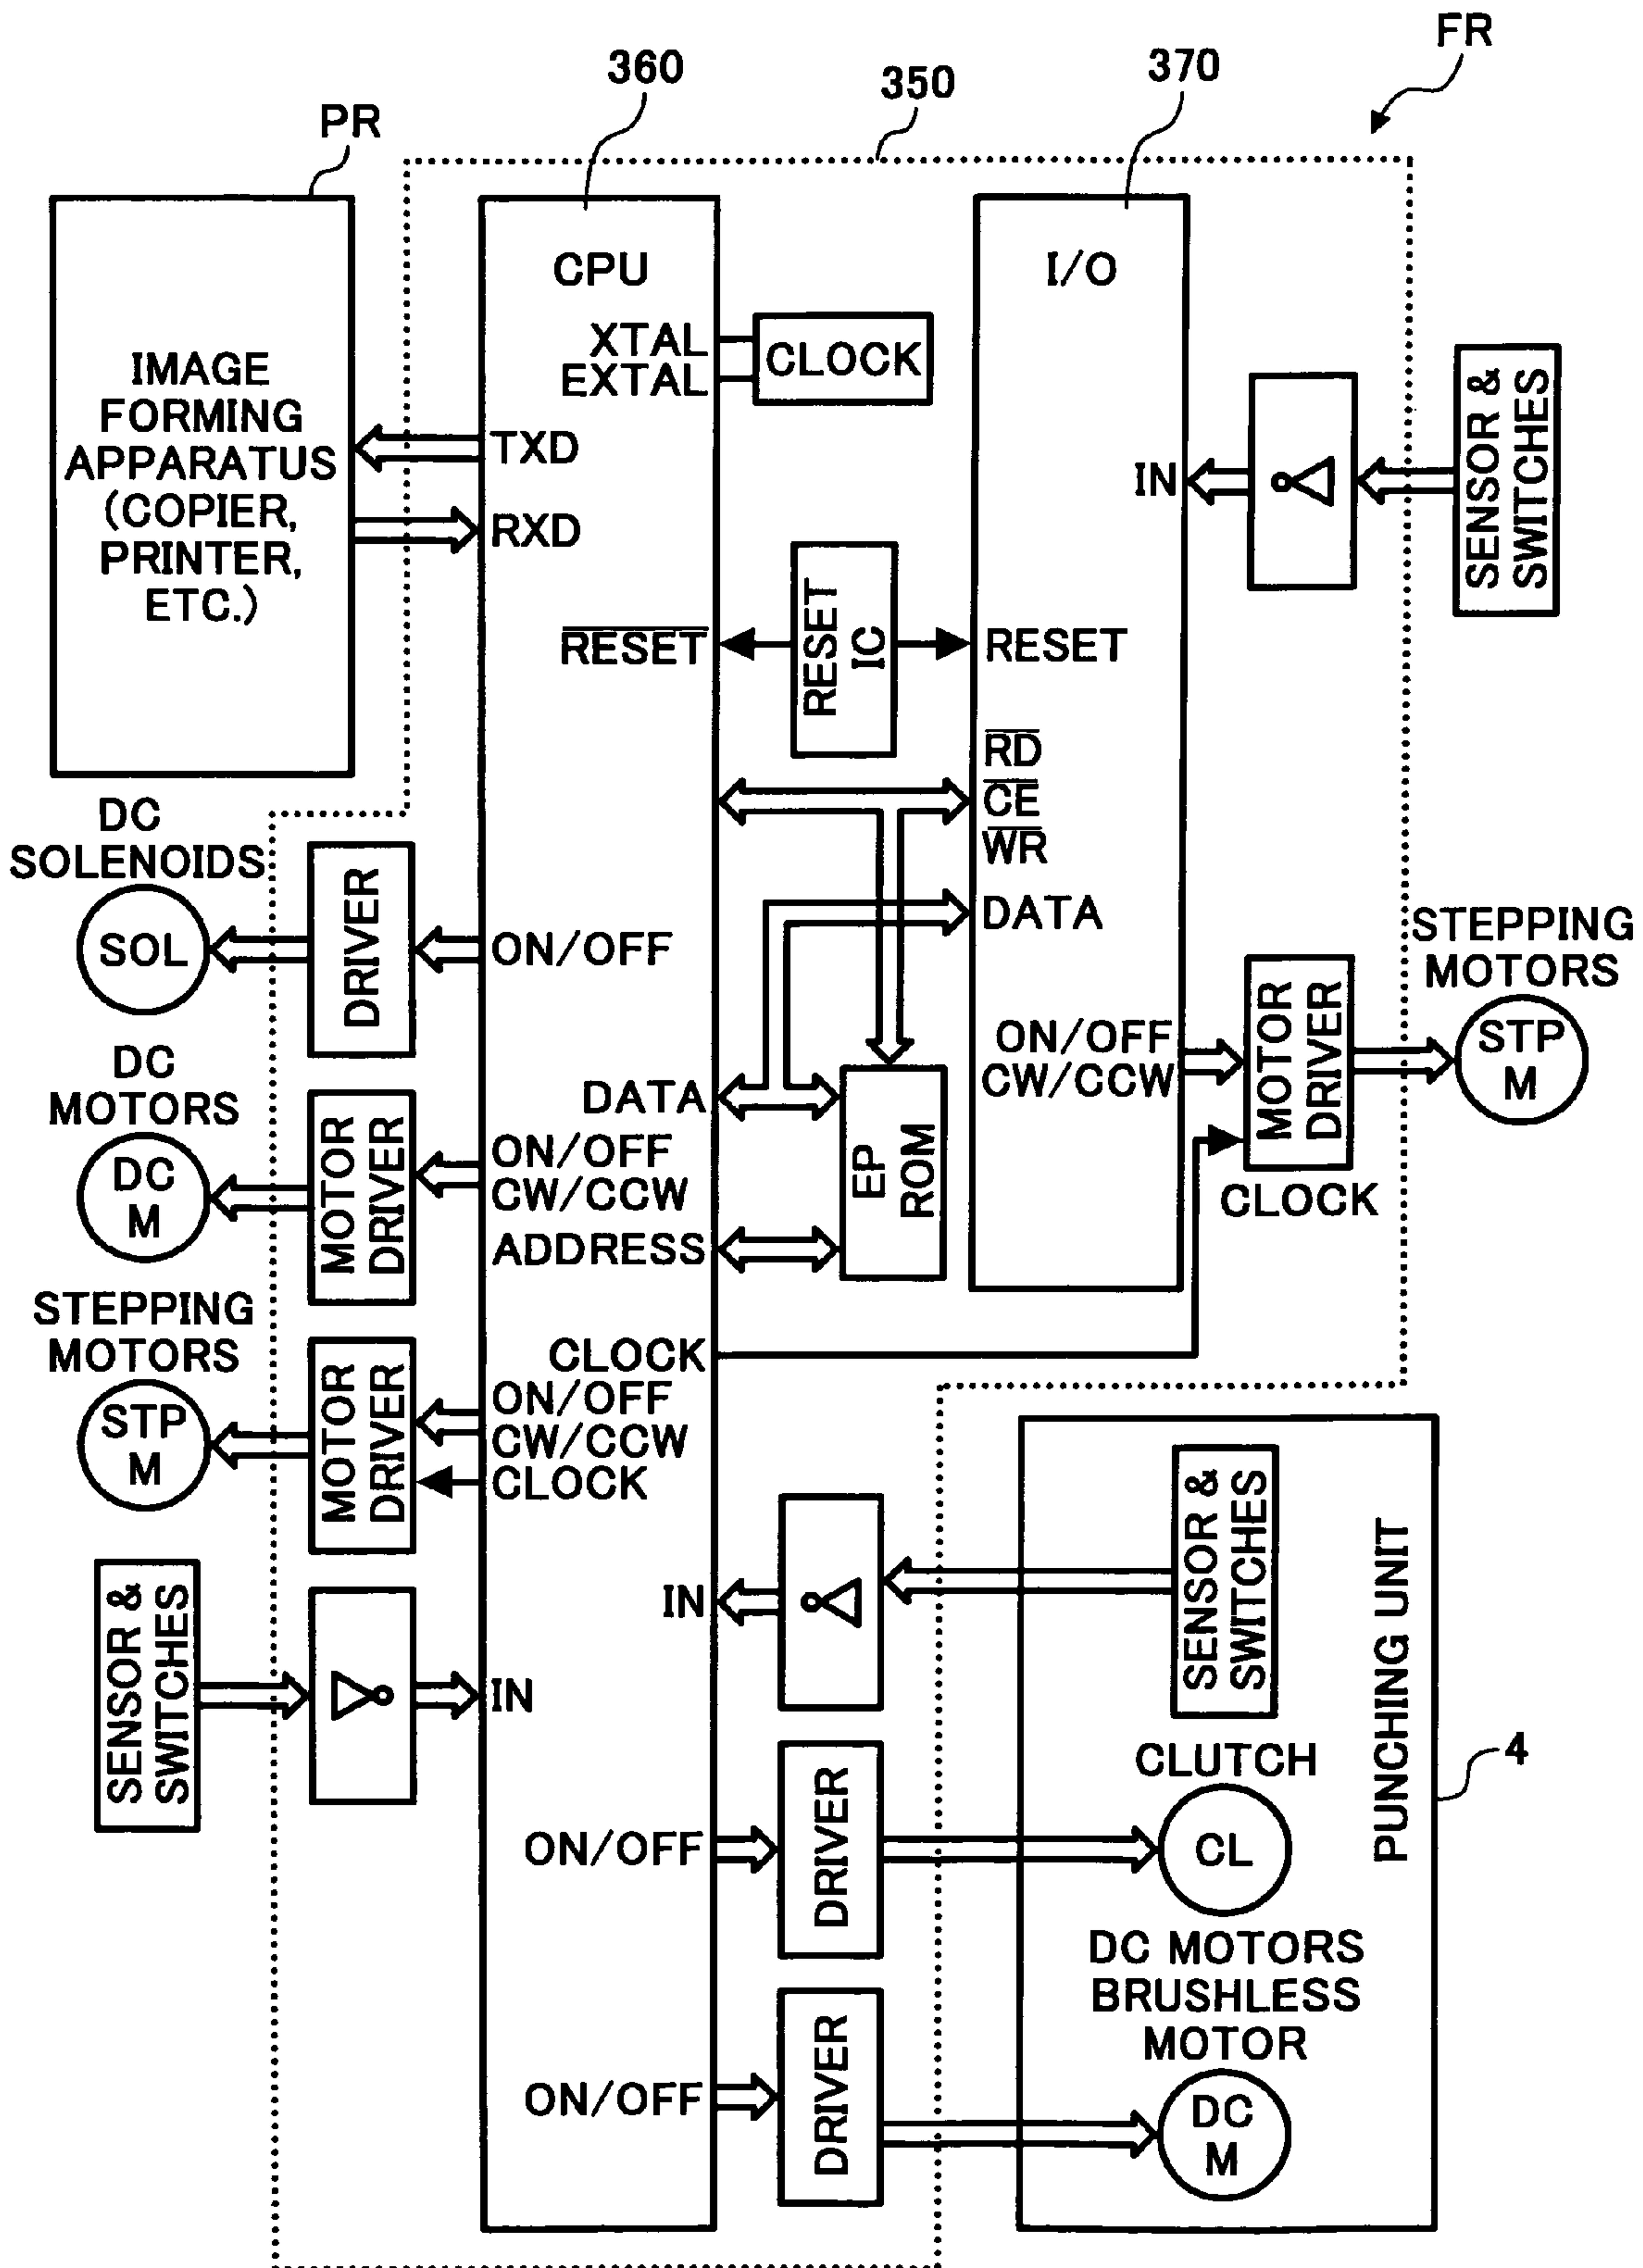 FR
360
350
370
PR
CPU
I/O
XTAL
EXTAL
CLOCK
IMAGE
FORMING
APPARATUS
(COPIER,
PRINTER,
ETC.)
TXD
RXD
IN
SENSOR &
SWITCHES
RESET
RESET
IC
RESET
RD
CE
WR
DATA
DC
SOLENOIDS
SOL
DRIVER
ON/OFF
STEPPING
MOTORS
STP
M
MOTOR
DRIVER
ON/OFF
CW/CCW
CLOCK
DC
MOTORS
DC
M
MOTOR
DRIVER
DATA
ON/OFF
CW/CCW
ADDRESS
EP
ROM
STEPPING
MOTORS
STP
M
MOTOR
DRIVER
CLOCK
ON/OFF
CW/CCW
CLOCK
SENSOR &
SWITCHES
IN
IN
SENSOR &
SWITCHES
PUNCHING UNIT
4
ON/OFF
DRIVER
CLUTCH
CL
DC MOTORS
BRUSHLESS
MOTOR
ON/OFF
DRIVER
DC
M